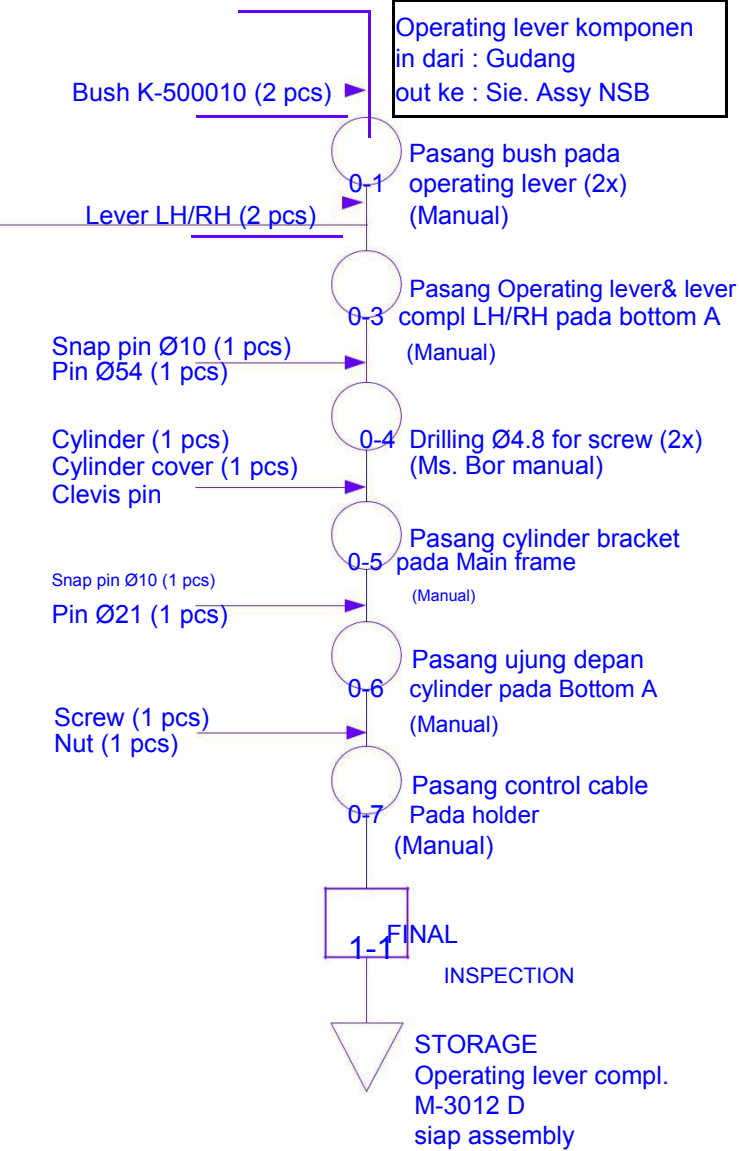 Operating lever komponen
in dari : Gudang
out ke : Sie. Assy NSB
Bush K-500010 (2 pcs)
0-1
Pasang bush pada
operating lever (2x)
(Manual)
Lever LH/RH (2 pcs)
0-3
Pasang Operating lever& lever
compl LH/RH pada bottom A
(Manual)
Snap pin Ø10 (1 pcs)
Pin Ø54 (1 pcs)
0-4
Drilling Ø4.8 for screw (2x)
(Ms. Bor manual)
Cylinder (1 pcs)
Cylinder cover (1 pcs)
Clevis pin
0-5
Pasang cylinder bracket
pada Main frame
(Manual)
Snap pin Ø10 (1 pcs)
Pin Ø21 (1 pcs)
0-6
Pasang ujung depan
cylinder pada Bottom A
(Manual)
Screw (1 pcs)
Nut (1 pcs)
0-7
Pasang control cable
Pada holder
(Manual)
1-1
FINAL
INSPECTION
STORAGE
Operating lever compl.
M-3012 D
siap assembly